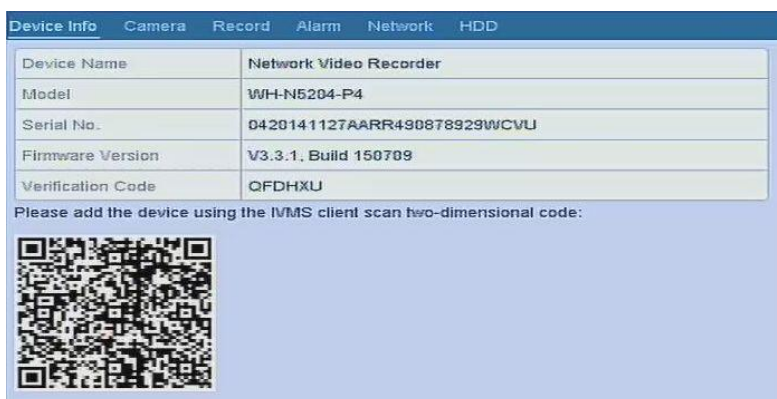 Device Info Camera Record Alarm Network HDD
Device Name Network Video Recorder
Model WH-N5204-P4
Serial No. 0420141127AARR490878929WCVU
Firmware Version V3.3.1, Build 150709
Verification Code QFDHXU
Please add the device using the IVMS client scan two-dimensional code: